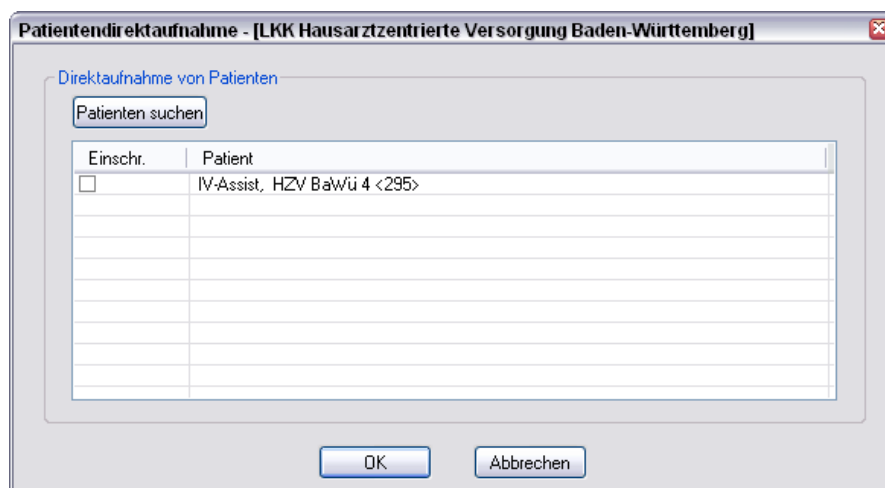 Patientendirektaufnahme - [LKK Hausarztzentrierte Versorgung Baden-Württemberg]
Direktaufnahme von Patienten
Patienten suchen
Einschr. Patient
IV-Assist, HZV BaWü 4 <295>
OK Abbrechen